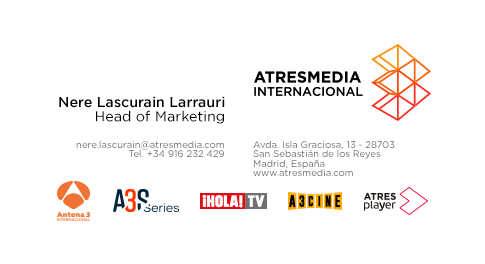 ATRESMEDIA
INTERNACIONAL
Nere Lascurain Larrauri
Head of Marketing
nere.lascurain@atresmedia.com
Tel. +34 916 232 429
Avda. Isla Graciosa, 13 - 28703
San Sebastián de los Reyes
Madrid, España
www.atresmedia.com
Antena 3
INTERNACIONAL
A3S Series
¡HOLA! TV
A3CINE
ATRES
player